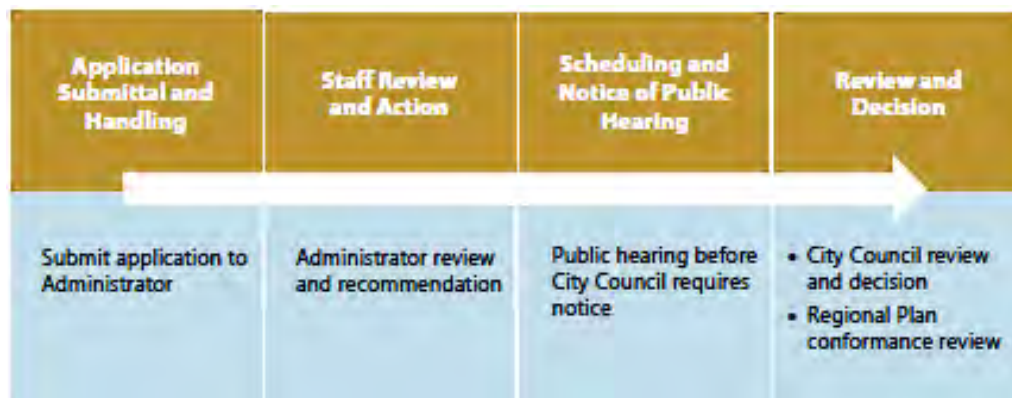 Application
Submittal and
Handling
Staff Review
and Action
Scheduling and
Notice of Public
Hearing
Review and
Decision
Submit application to
Administrator
Administrator review
and recommendation
Public hearing before
City Council requires
notice
• City Council review
and decision
• Regional Plan
conformance review